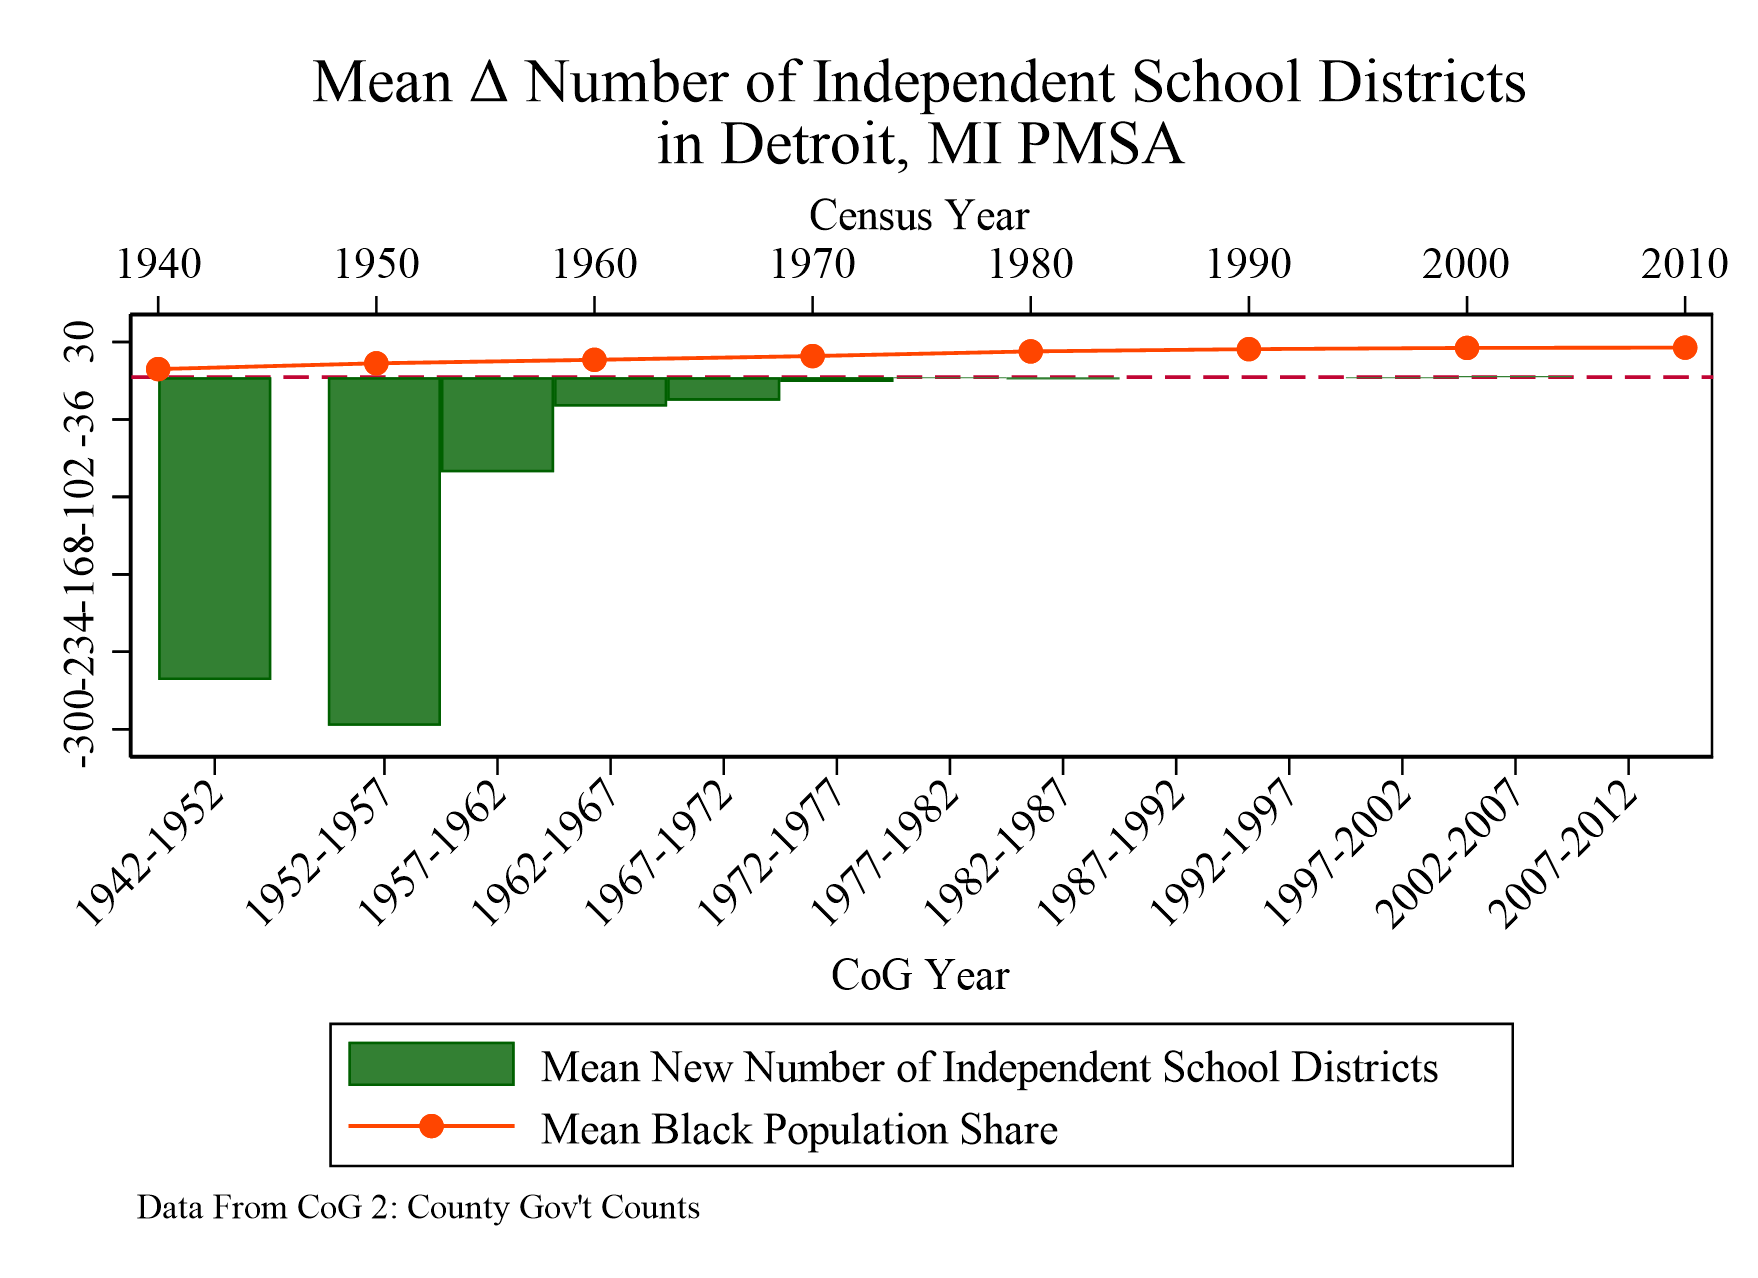 Mean Δ Number of Independent School Districts
in Detroit, MI PMSA
Census Year
1940 1950 1960 1970 1980 1990 2000 2010
30
-36
-102
-168
-234
-300
1942-1952
1952-1957
1957-1962
1962-1967
1967-1972
1972-1977
1977-1982
1982-1987
1987-1992
1992-1997
1997-2002
2002-2007
2007-2012
CoG Year
Mean New Number of Independent School Districts
Mean Black Population Share
Data From CoG 2: County Gov't Counts